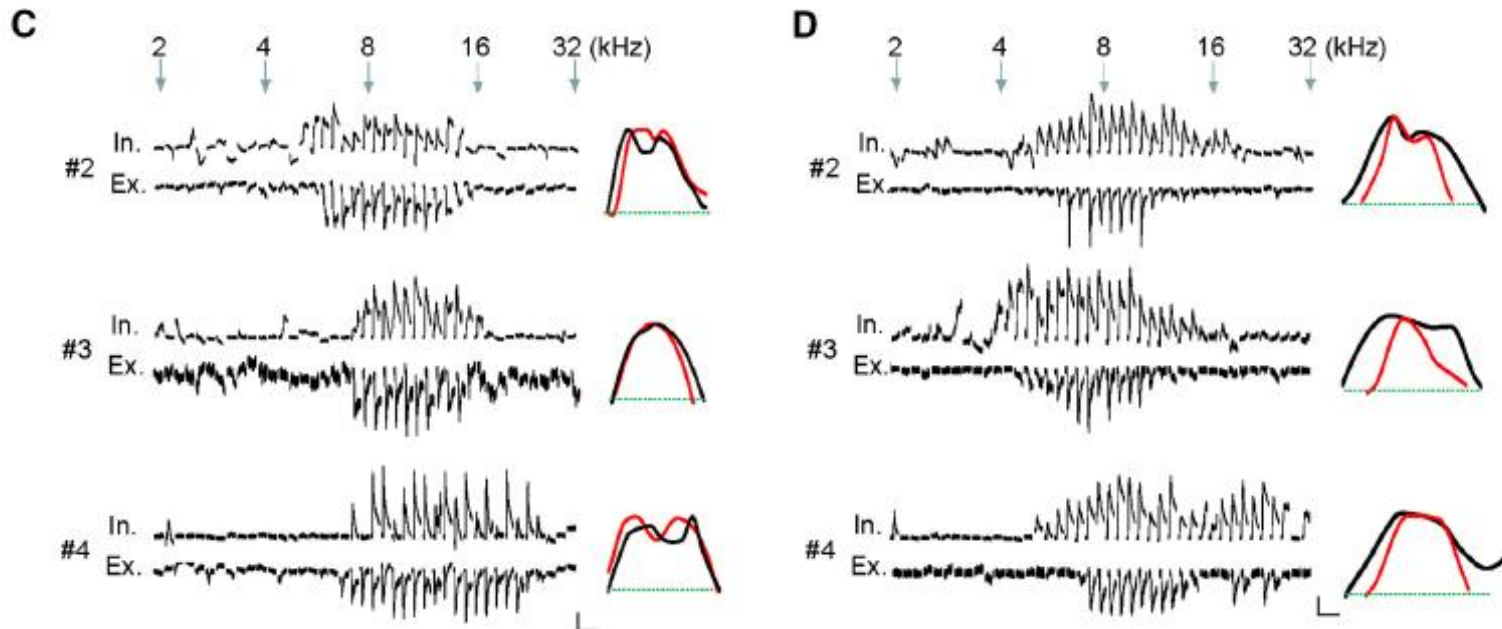 C
2 4 8 16 32 (kHz)
#2
In.
Ex.
#3
In.
Ex.
#4
In.
Ex.
D
2 4 8 16 32 (kHz)
#2
In.
Ex.
#3
In.
Ex.
#4
In.
Ex.